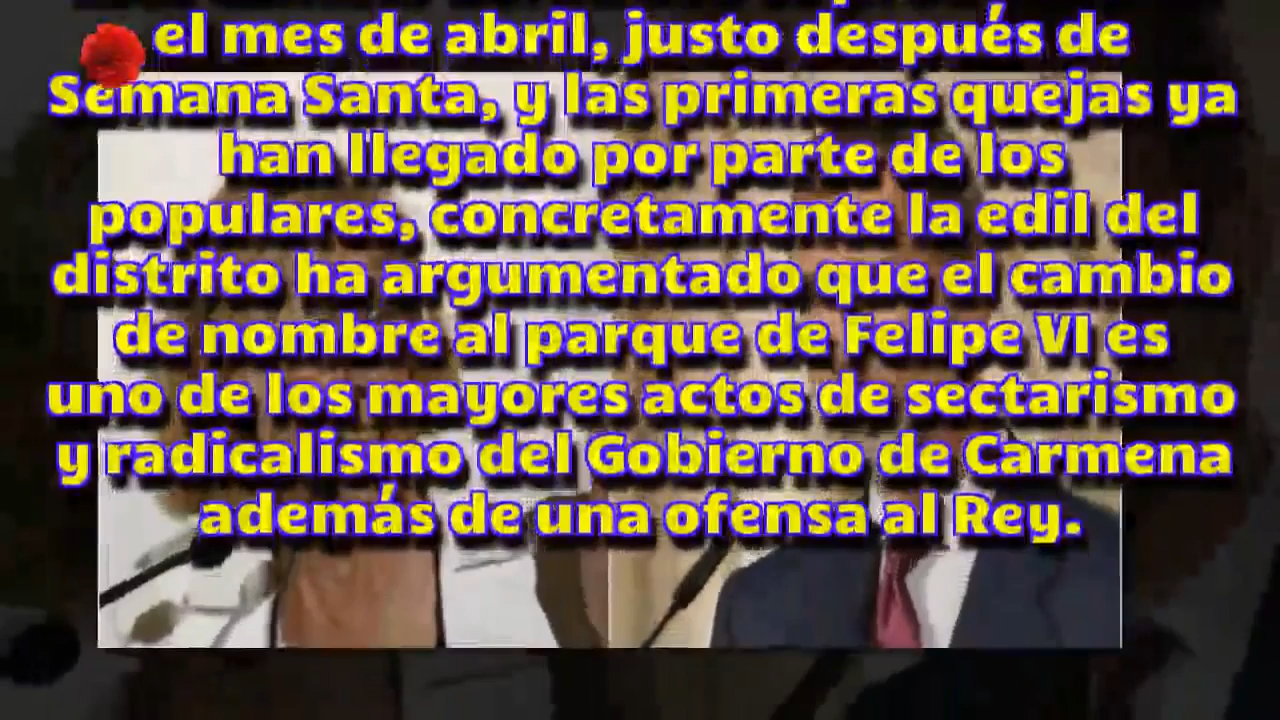 el mes de abril, justo después de
Semana Santa, y las primeras quejas ya
han llegado por parte de los
populares, concretamente la edil del
distrito ha argumentado que el cambio
de nombre al parque de Felipe VI es
uno de los mayores actos de sectarismo
y radicalismo del Gobierno de Carmena
además de una ofensa al Rey.